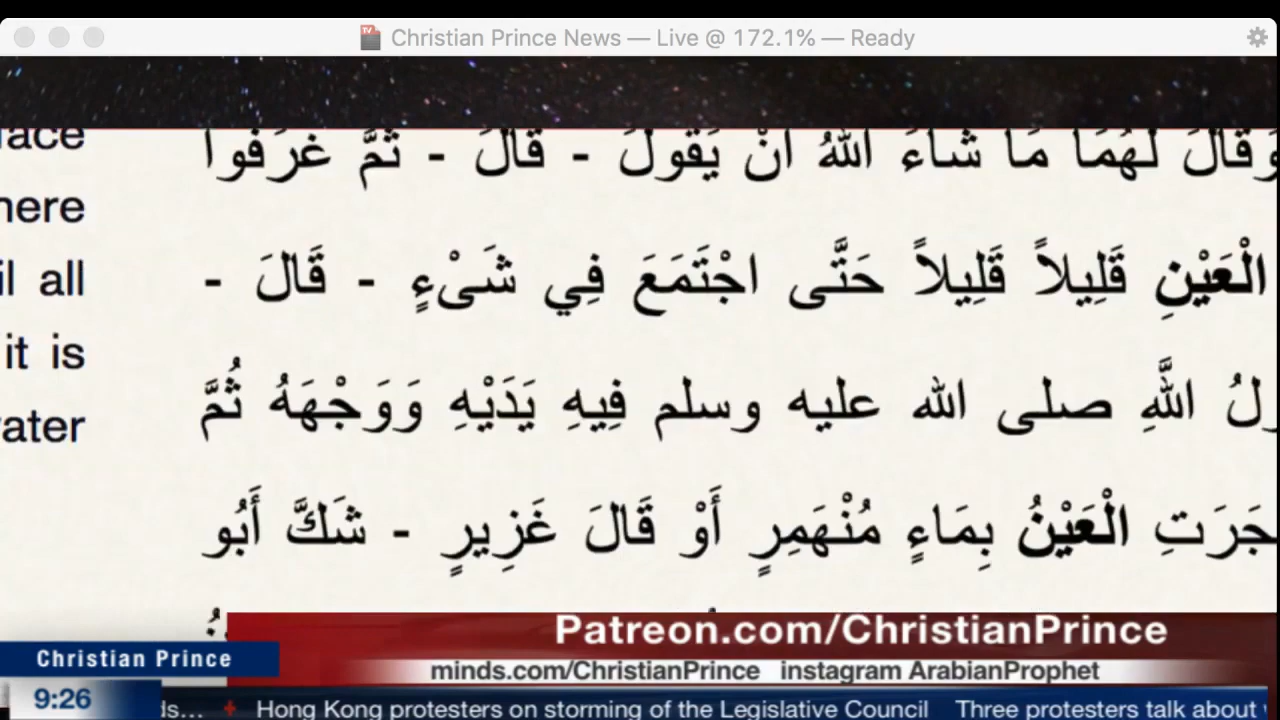 Christian Prince News — Live @ 172.1% — Ready
وَقَالَ لَهُمَا مَا شَاءَ اللَّهُ أَنْ يَقُولَ - قَالَ - ثُمَّ غَرَفُوا
here
all
it is
الْعَيْنِ قَلِيلاً قَلِيلاً حَتَّى اجْتَمَعَ فِي شَىْءٍ - قَالَ -
اللَّهِ صلى الله عليه وسلم فِيهِ يَدَيْهِ وَوَجْهَهُ ثُمَّ
جَرَتِ الْعَيْنُ بِمَاءٍ مُنْهَمِرٍ أَوْ قَالَ غَزِيرٍ - شَكَّ أَبُو
Patreon.com/ChristianPrince
Christian Prince
minds.com/ChristianPrince instagram ArabianProphet
9:26
ds... + Hong Kong protesters on storming of the Legislative Council Three protesters talk about